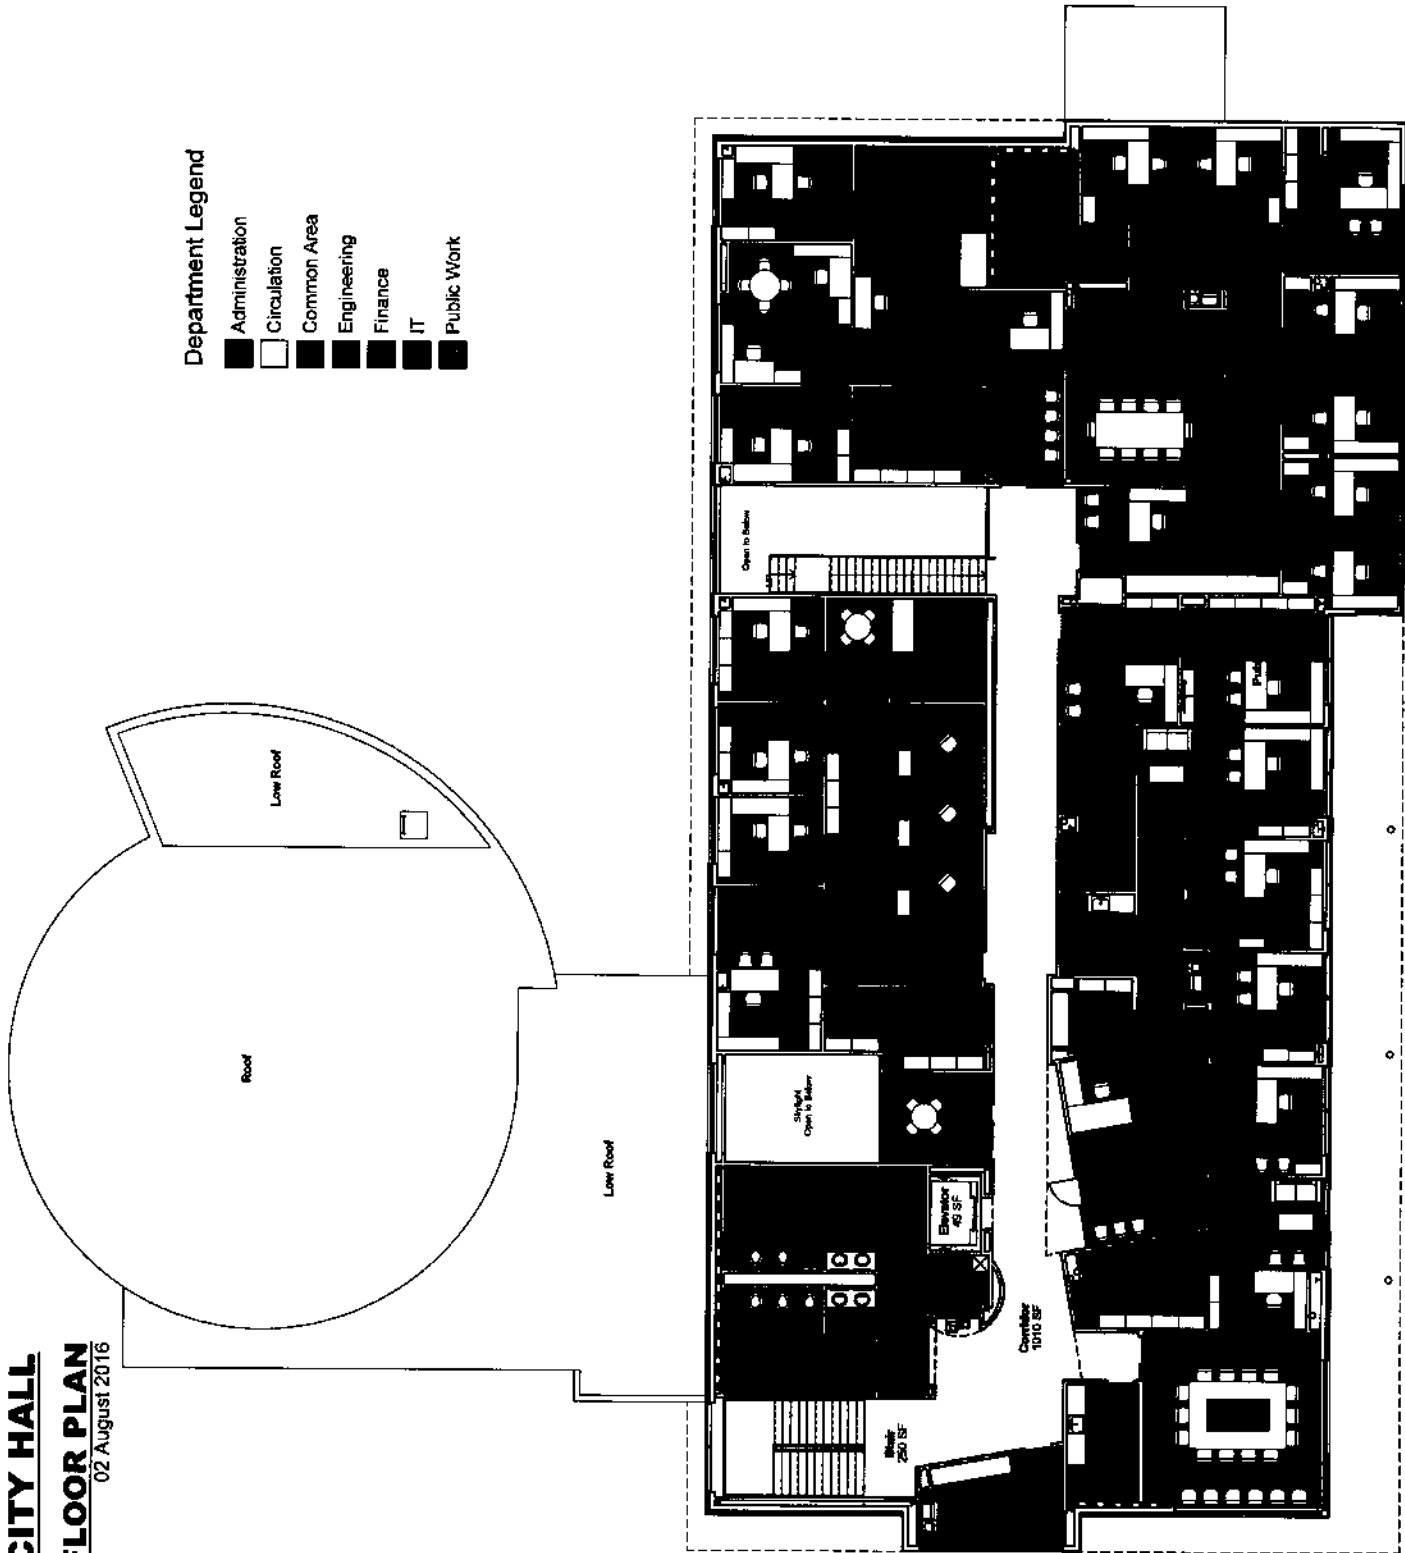 CITY HALL
FLOOR PLAN
02 August 2016
Department Legend
Administration
Circulation
Common Area
Engineering
Finance
IT
Public Work
Low Roof
Roof
Low Roof
Open to Below
Skylight
Open to Below
Elevator
49 SF
Corridor
1010 SF
Stair
250 SF